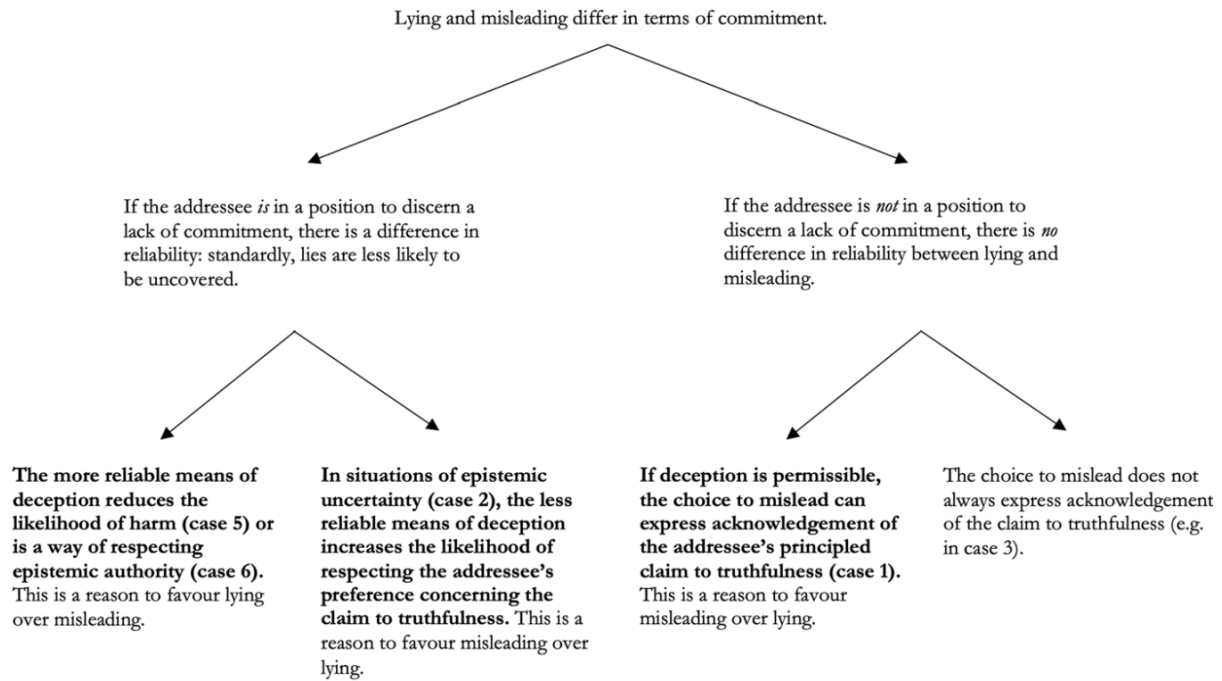 Lying and misleading differ in terms of commitment.
If the addressee is in a position to discern a
lack of commitment, there is a difference in
reliability: standardly, lies are less likely to
be uncovered.
If the addressee is not in a position to
discern a lack of commitment, there is no
difference in reliability between lying and
misleading.
The more reliable means of
deception reduces the
likelihood of harm (case 5) or
is a way of respecting
epistemic authority (case 6).
This is a reason to favour lying
over misleading.
In situations of epistemic
uncertainty (case 2), the less
reliable means of deception
increases the likelihood of
respecting the addressee’s
preference concerning the
claim to truthfulness. This is a
reason to favour misleading over
lying.
If deception is permissible,
the choice to mislead can
express acknowledgement of
the addressee’s principled
claim to truthfulness (case 1).
This is a reason to favour
misleading over lying.
The choice to mislead does not
always express acknowledgement
of the claim to truthfulness (e.g.
in case 3).